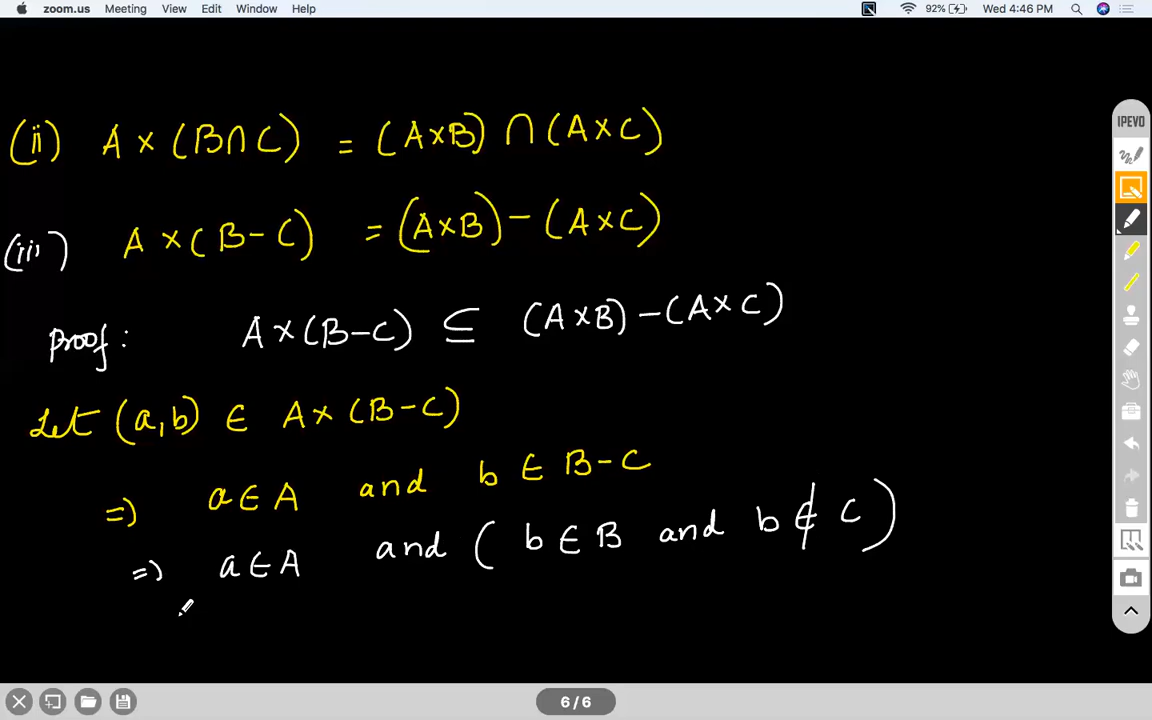 zoom.us Meeting View Edit Window Help 92% Wed 4:46 PM
(ii) A × (B∩C) = (A×B) ∩ (A×C)
(iii) A × (B−C) = (A×B) − (A×C)
IPEVO
Proof: A×(B−C) ⊆ (A×B) −(A×C)
Let (a,b) ∈ A× (B−C)
=) a∈A and b ∈ B−C
=) a∈A and ( b∈B and b ∉ C )
6 / 6